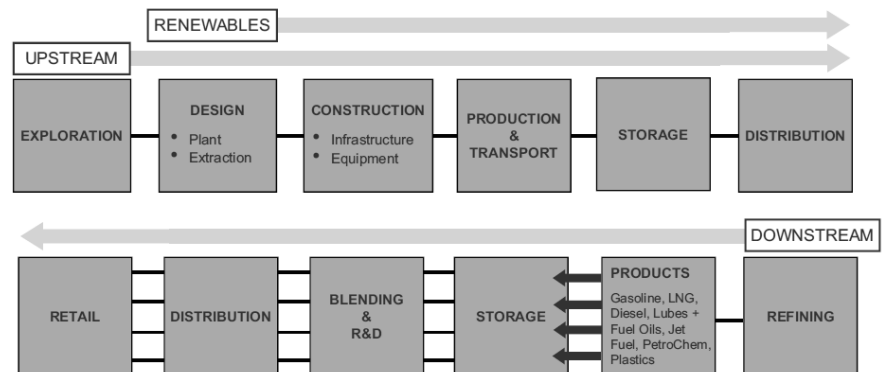 RENEWABLES
UPSTREAM
EXPLORATION
DESIGN
• Plant
• Extraction
CONSTRUCTION
• Infrastructure
• Equipment
PRODUCTION
&
TRANSPORT
STORAGE
DISTRIBUTION
DOWNSTREAM
RETAIL
DISTRIBUTION
BLENDING
&
R&D
STORAGE
PRODUCTS
Gasoline, LNG,
Diesel, Lubes +
Fuel Oils, Jet
Fuel, PetroChem,
Plastics
REFINING